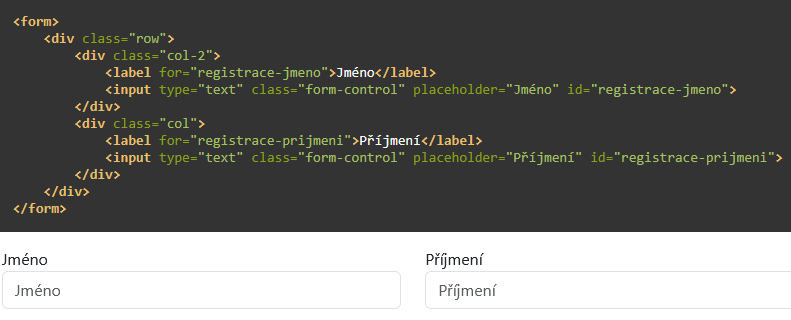 <form>
    <div class="row">
        <div class="col-2">
            <label for="registrace-jmeno">Jméno</label>
            <input type="text" class="form-control" placeholder="Jméno" id="registrace-jmeno">
        </div>
        <div class="col">
            <label for="registrace-prijmeni">Příjmení</label>
            <input type="text" class="form-control" placeholder="Příjmení" id="registrace-prijmeni">
        </div>
    </div>
</form>
Jméno Příjmení
Jméno Příjmení